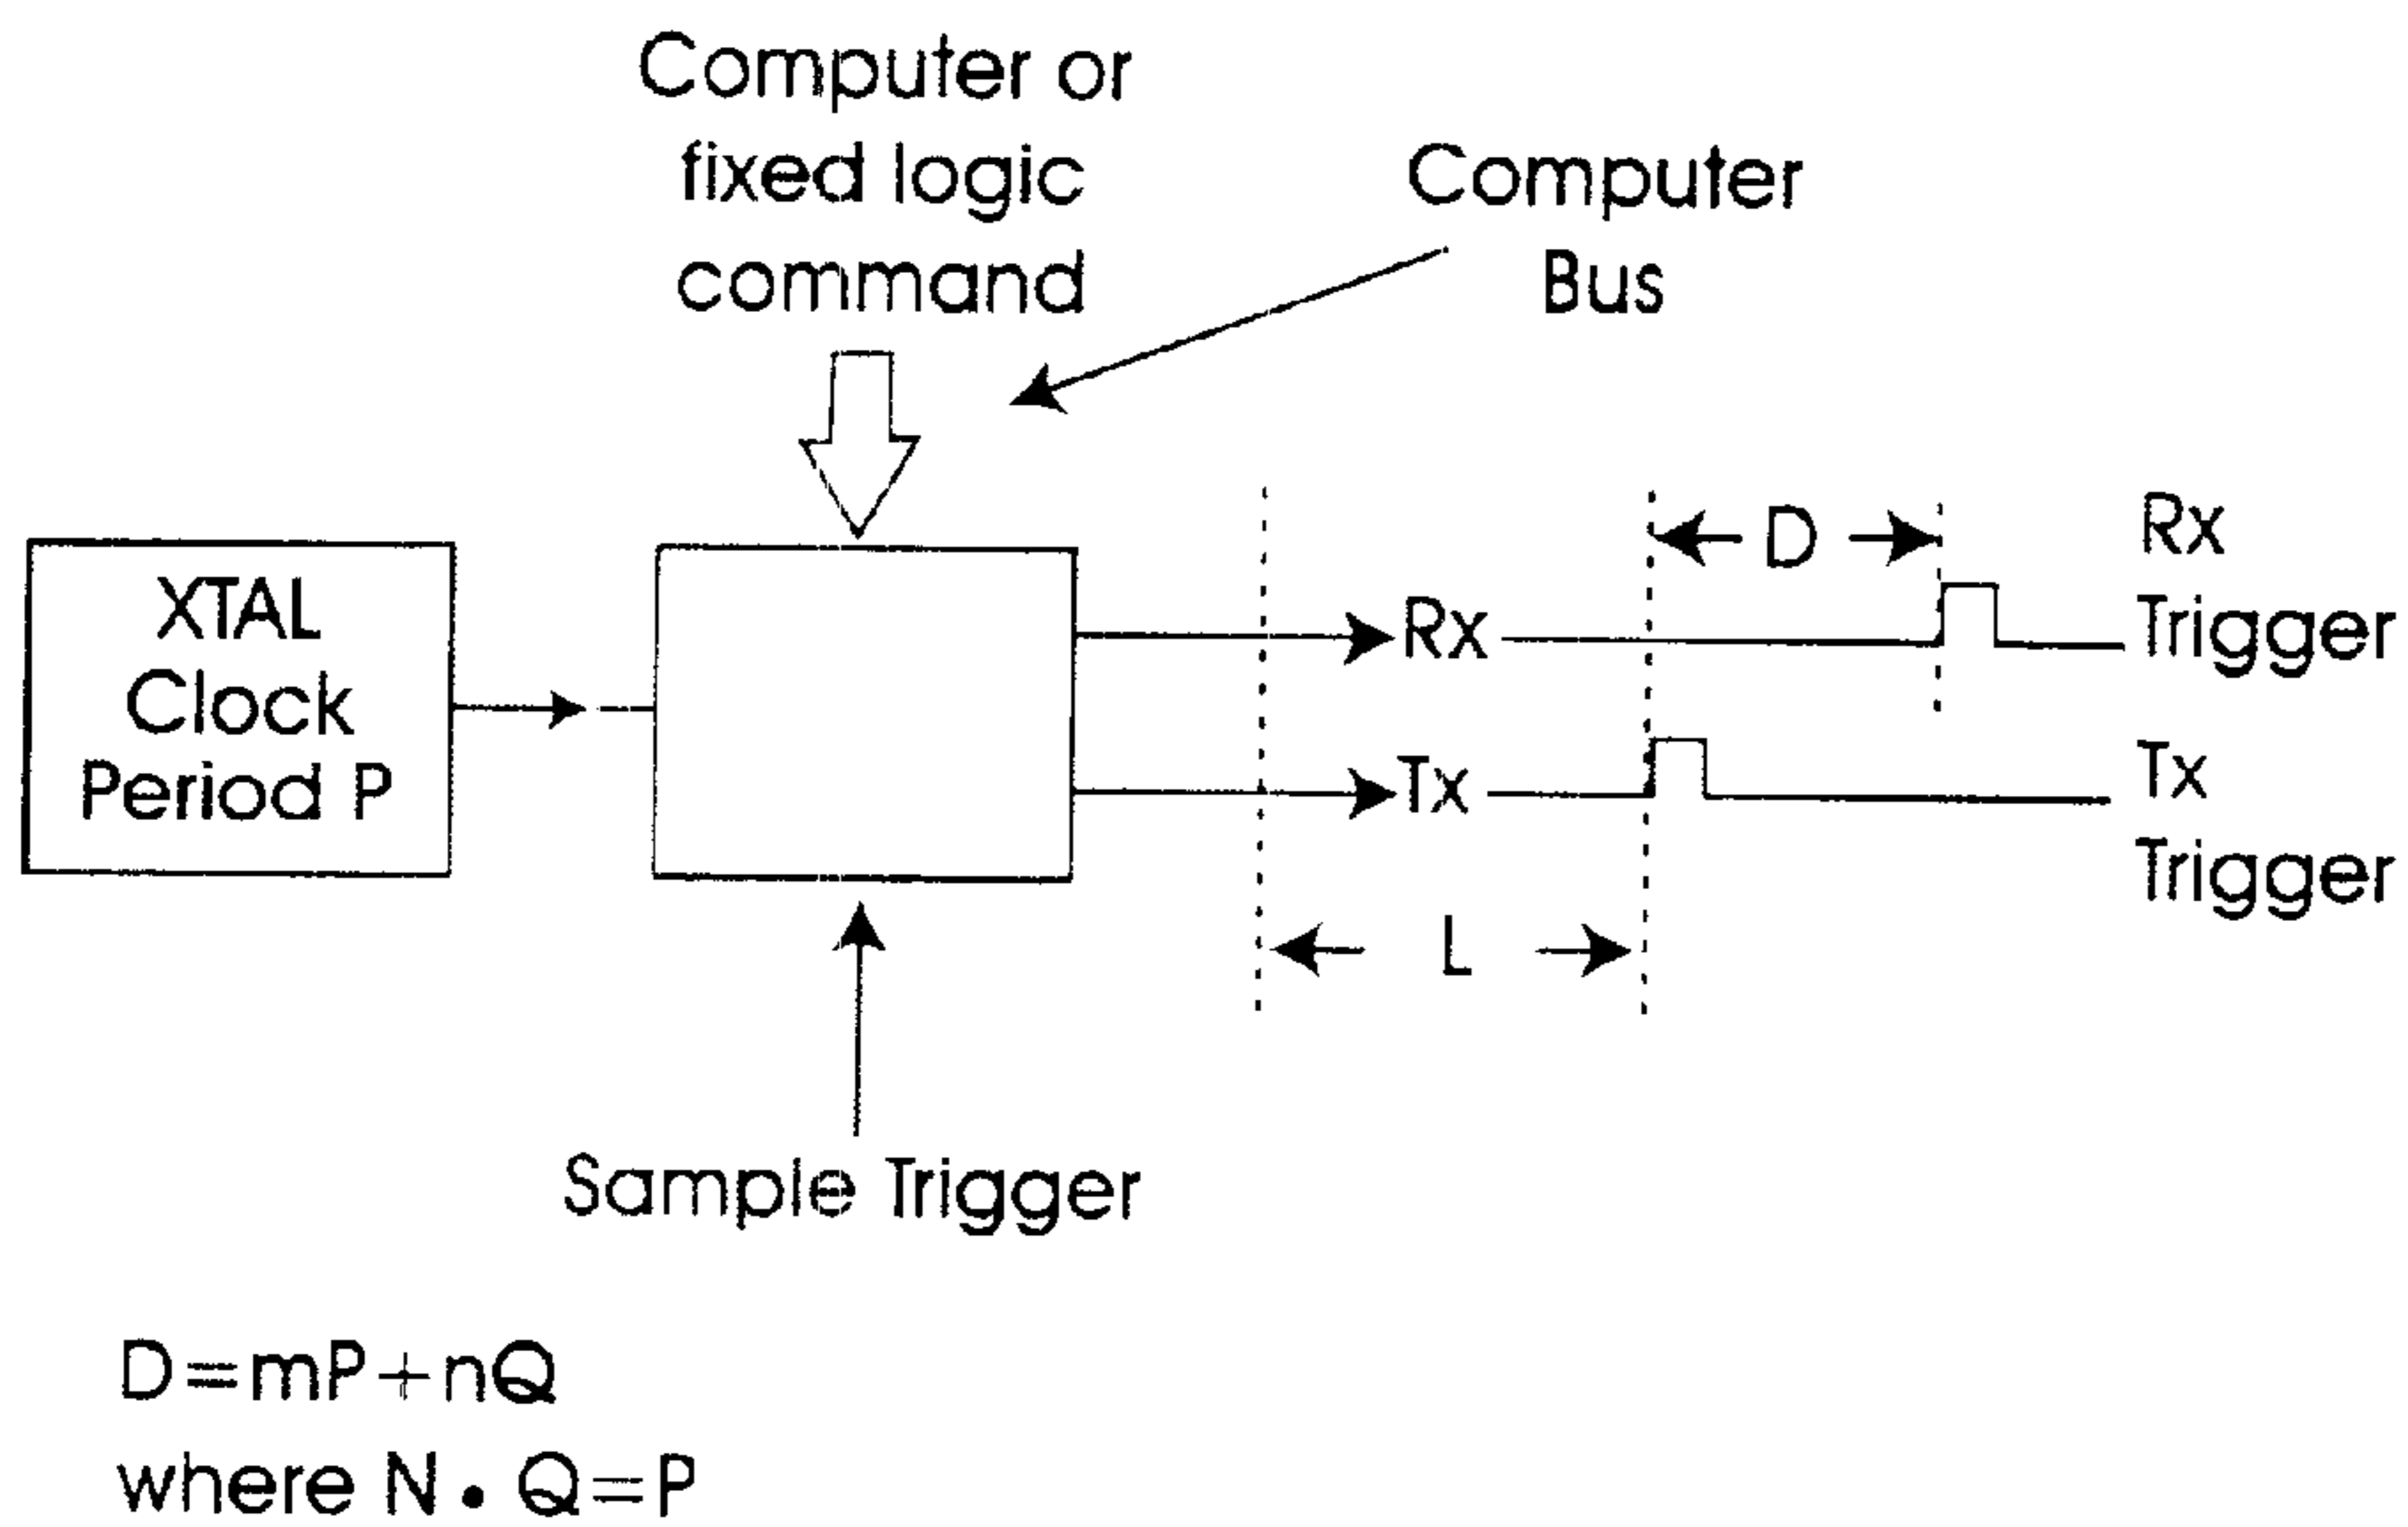 Computer or
fixed logic
command
Computer
Bus
XTAL
Clock
Period P
D
Rx
Trigger
Rx
Tx
Tx
Trigger
L
Sample Trigger
D=mP+nQ
where N • Q=P